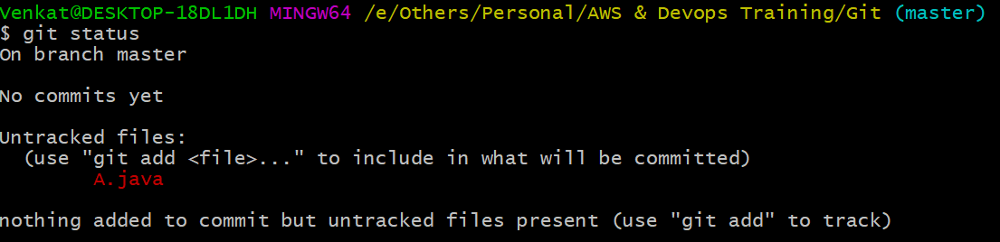 Venkat@DESKTOP-18DL1DH MINGW64 /e/Others/Personal/AWS & Devops Training/Git (master)
$ git status
On branch master
No commits yet
Untracked files:
(use "git add <file>..." to include in what will be committed)
A.java
nothing added to commit but untracked files present (use "git add" to track)